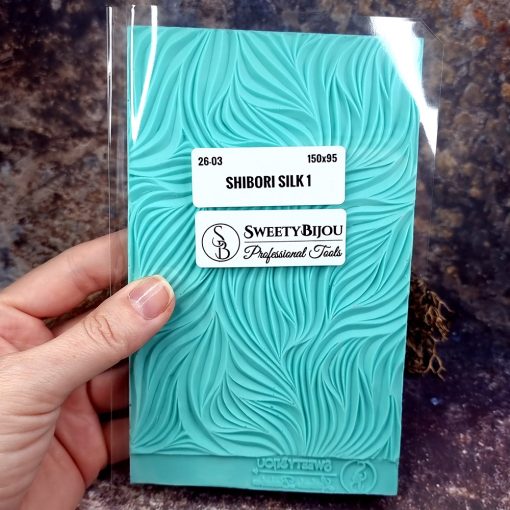 26-03 150x95
SHIBORI SILK 1
SB SWEETYBIJOU
Professional Tools